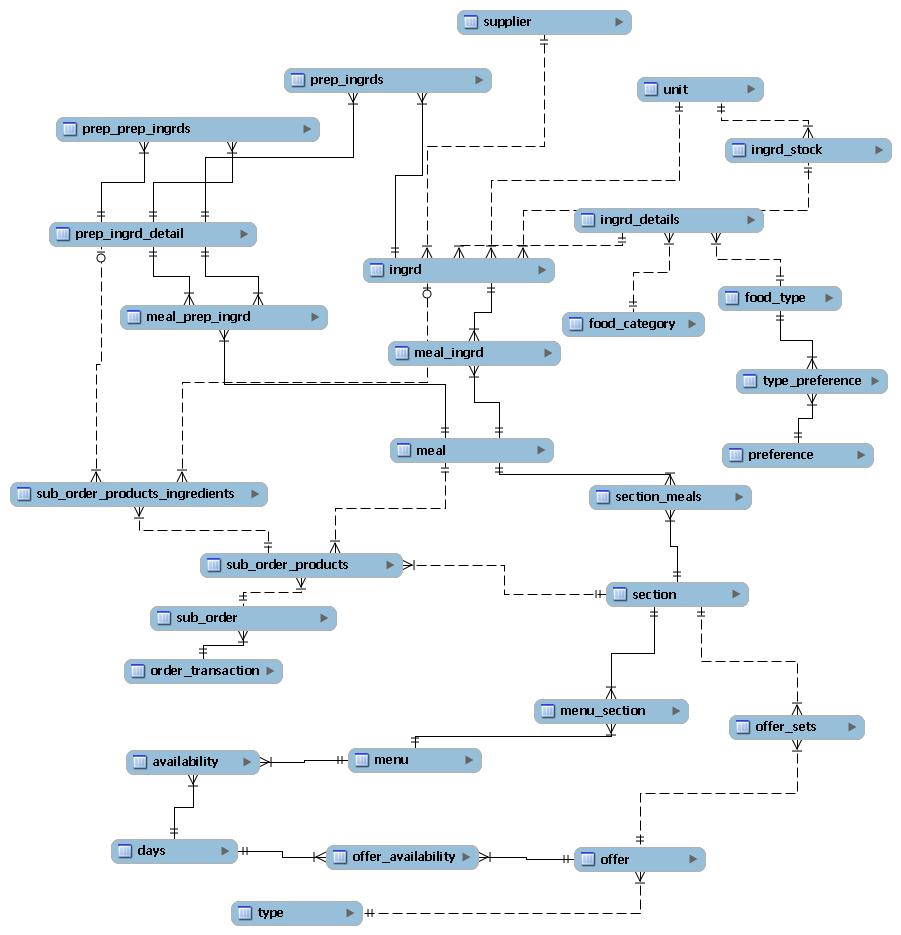 supplier
prep_ingrds
unit
prep_prep_ingrds
ingrd_stock
ingrd_details
prep_ingrd_detail
ingrd
food_type
meal_prep_ingrd
food_category
meal_ingrd
type_preference
meal
preference
sub_order_products_ingredients
section_meals
sub_order_products
section
sub_order
order_transaction
menu_section
offer_sets
availability
menu
days
offer_availability
offer
type